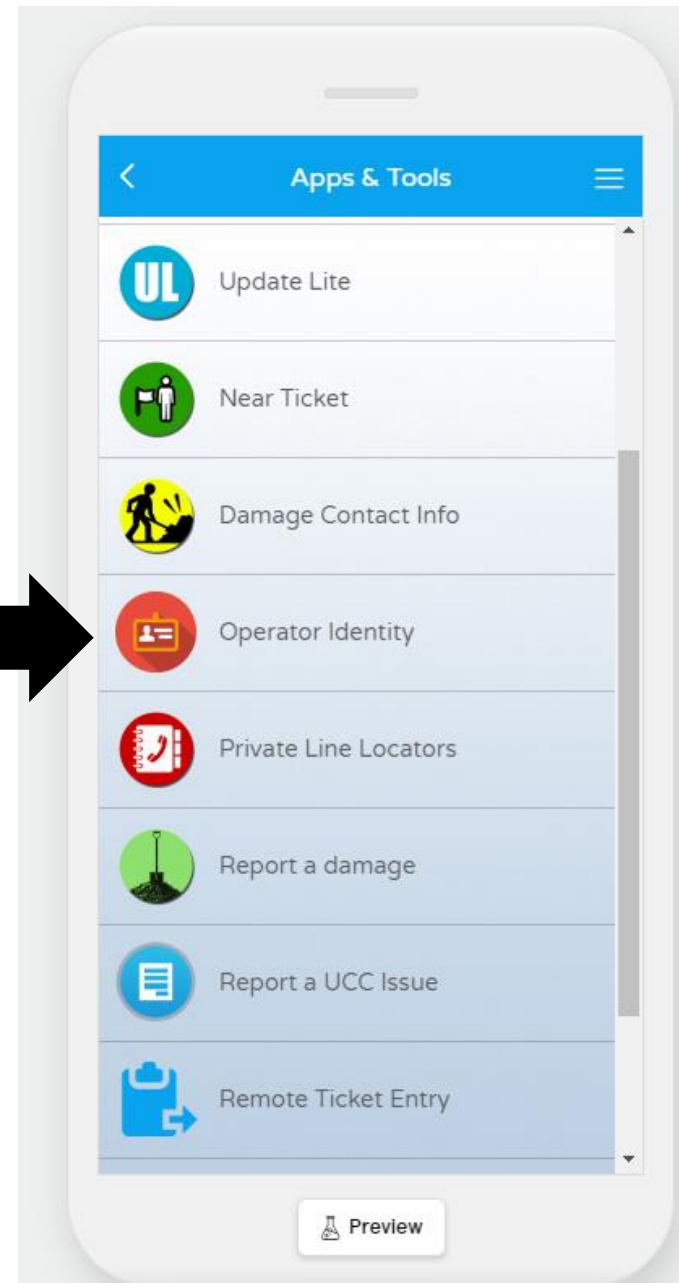 Apps & Tools
UL
Update Lite
Near Ticket
Damage Contact Info
Operator Identity
Private Line Locators
Report a damage
Report a UCC Issue
Remote Ticket Entry
Preview